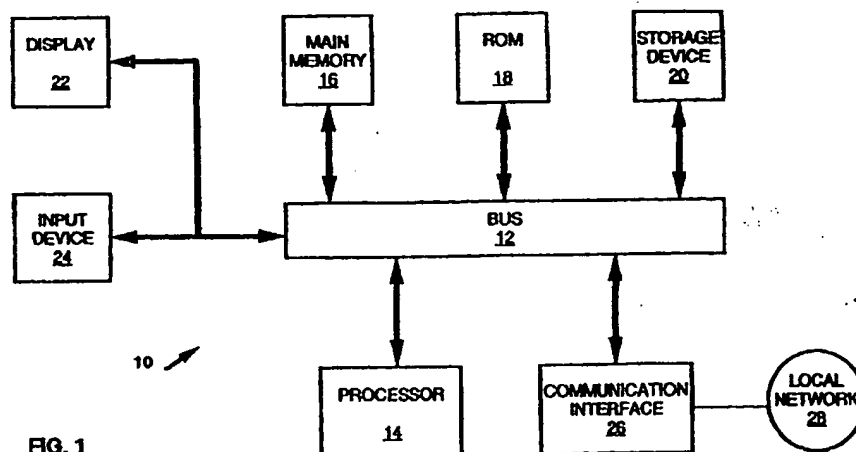 DISPLAY
22
MAIN
MEMORY
16
ROM
18
STORAGE
DEVICE
20
INPUT
DEVICE
24
BUS
12
10
PROCESSOR
14
COMMUNICATION
INTERFACE
26
LOCAL
NETWORK
28
FIG. 1